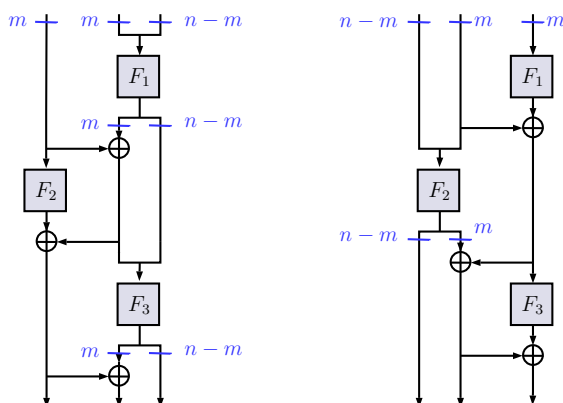 m m n − m n − m m m
F₁ F₁
m n − m
F₂ F₂
n − m m
F₃ F₃
m n − m